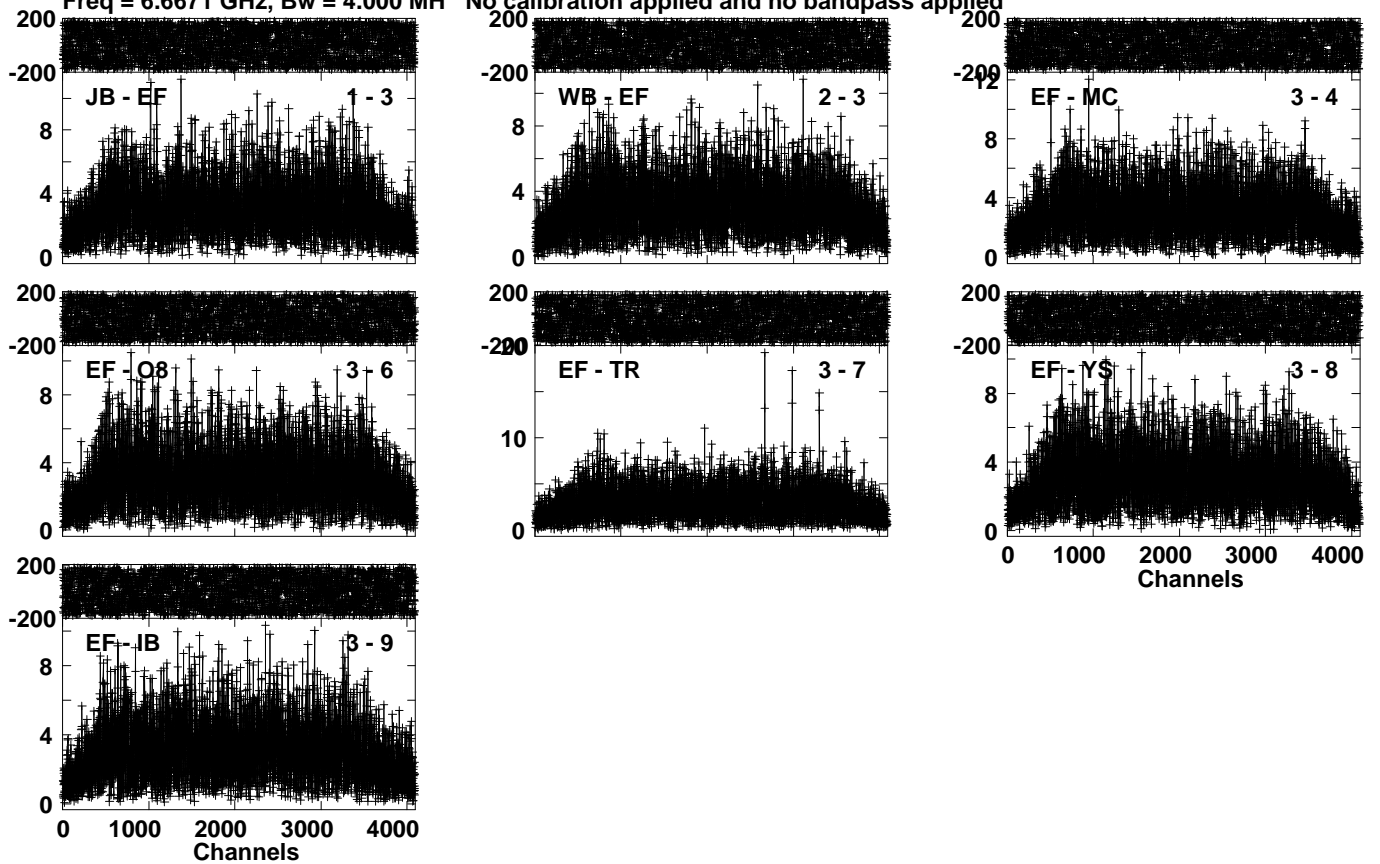 Freq = 6.6671 GHz, Bw = 4.000 MH No calibration applied and no bandpass applied
200 200 200
-200 -200 -200
JB - EF 1 - 3 WB - EF 2 - 3 EF - MC 3 - 4
12
8 8 8
4 4 4
0 0 0
200 200 200
-200 -200 -200
20
EF - O8 3 - 6 EF - TR 3 - 7 EF - YS 3 - 8
8 10 8
4 4
0 0 0
0 1000 2000 3000 4000
Channels
200
-200
EF - IB 3 - 9
8
4
0
0 1000 2000 3000 4000
Channels